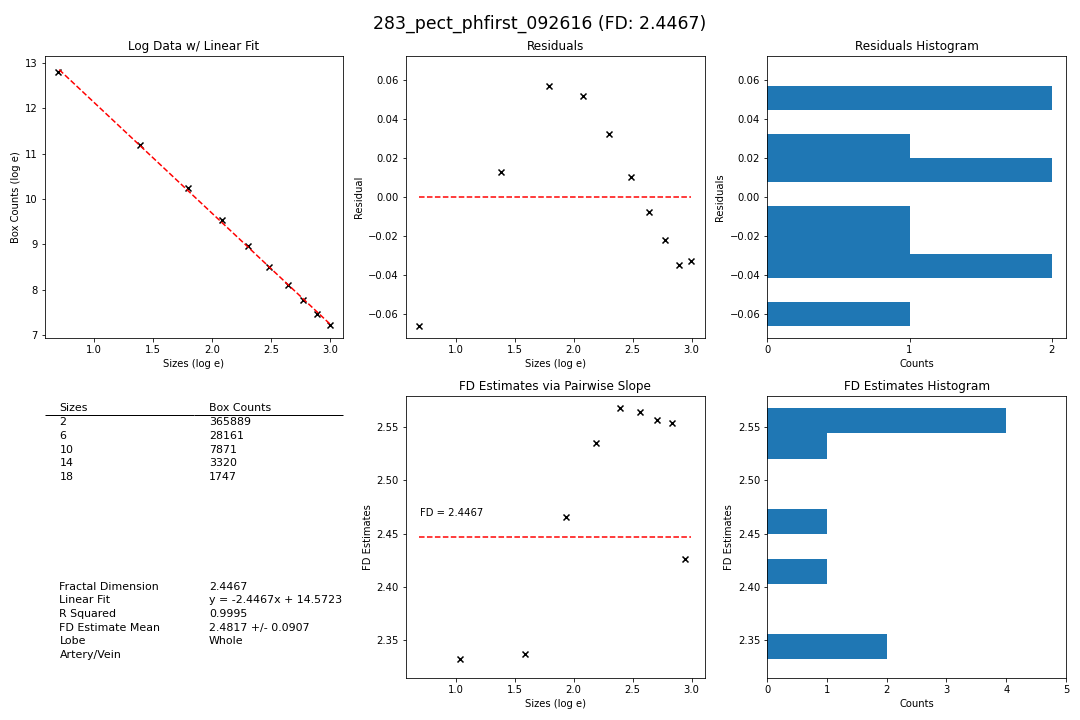 283_pect_phfirst_092616 (FD: 2.4467)
Log Data w/ Linear Fit
13
12
11
10
9
8
7
Box Counts (log e)
1.0 1.5 2.0 2.5 3.0
Sizes (log e)
Residuals
0.06
0.04
0.02
0.00
−0.02
−0.04
−0.06
Residual
1.0 1.5 2.0 2.5 3.0
Sizes (log e)
Residuals Histogram
0.06
0.04
0.02
0.00
−0.02
−0.04
−0.06
Residuals
0 1 2
Counts
Sizes Box Counts
2 365889
6 28161
10 7871
14 3320
18 1747
Fractal Dimension 2.4467
Linear Fit y = -2.4467x + 14.5723
R Squared 0.9995
FD Estimate Mean 2.4817 +/- 0.0907
Lobe Whole
Artery/Vein
FD Estimates via Pairwise Slope
2.55
2.50
2.45
2.40
2.35
FD Estimates
FD = 2.4467
1.0 1.5 2.0 2.5 3.0
Sizes (log e)
FD Estimates Histogram
2.55
2.50
2.45
2.40
2.35
FD Estimates
0 1 2 3 4 5
Counts